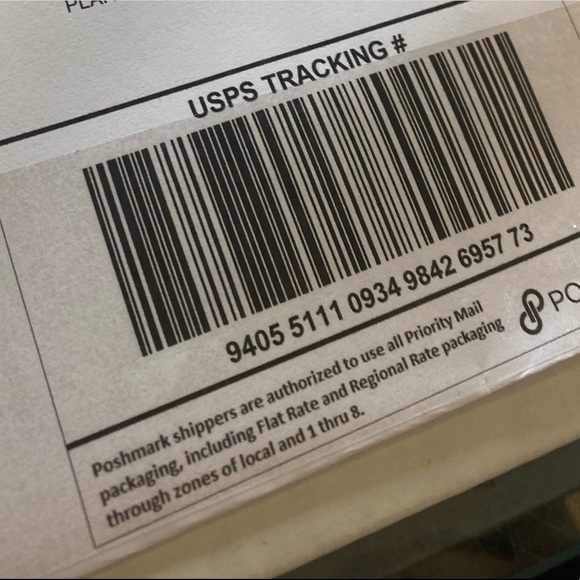 USPS TRACKING #
9405 5111 0934 9842 6957 73
Poshmark shippers are authorized to use all Priority Mail
packaging, including Flat Rate and Regional Rate packaging
through zones of local and 1 thru 8.
PO